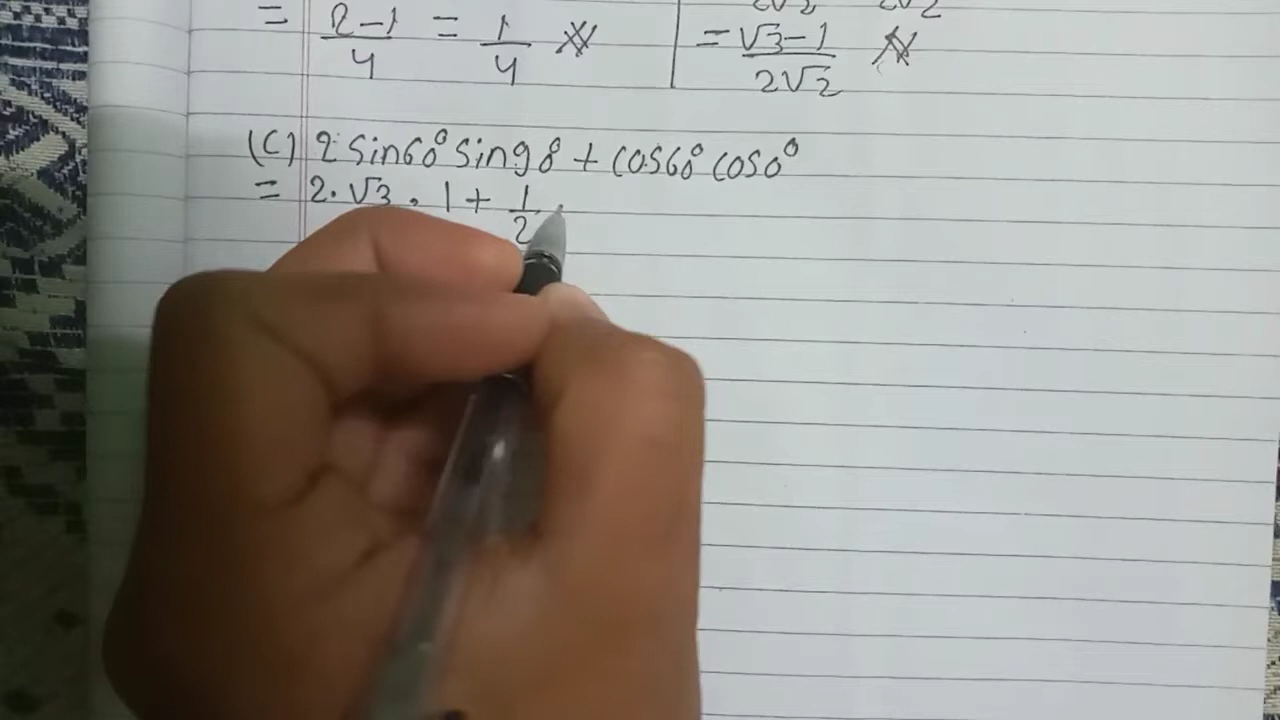 = 2-1/4 = 1/4
= √3-1/2√2
(C) 2 sin60° sin90° + cos60° cos0°
= 2.√3 . 1 + 1/2 .